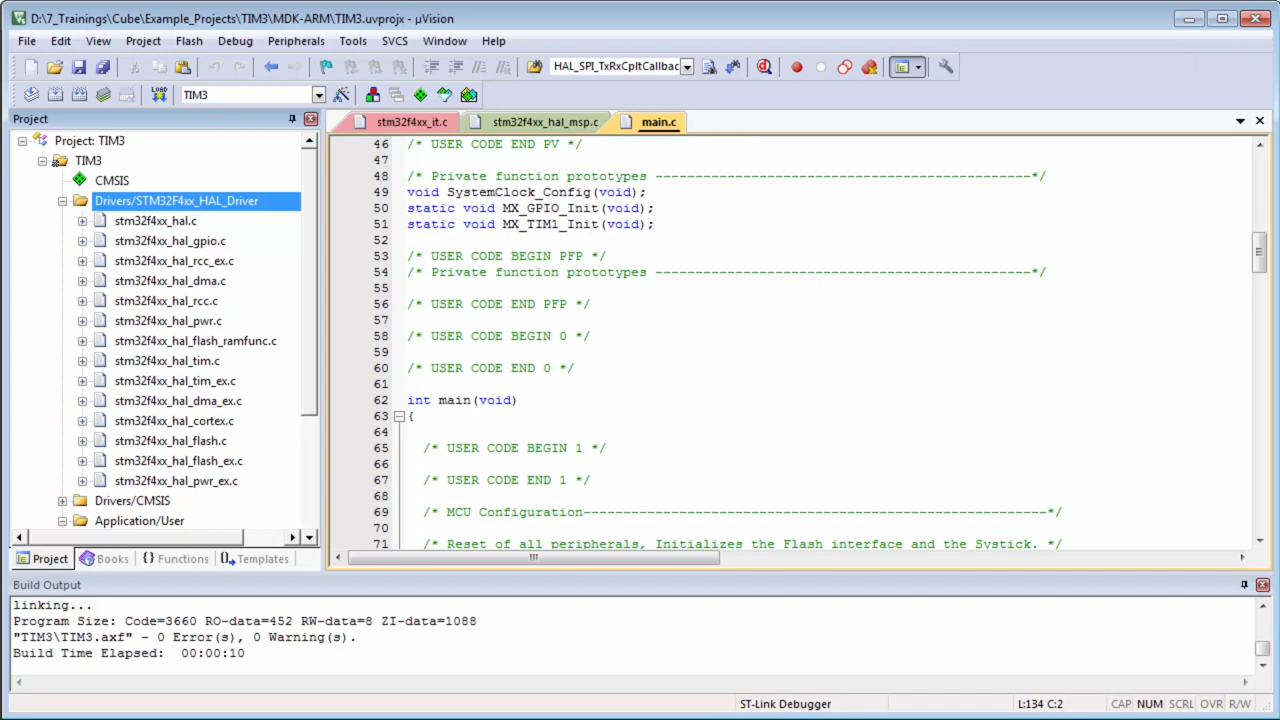 D:\7_Trainings\Cube\Example_Projects\TIM3\MDK-ARM\TIM3.uvprojx - µVision
File Edit View Project Flash Debug Peripherals Tools SVCS Window Help
HAL_SPI_TxRxCpltCallbac
LOAD TIM3
Project
Project: TIM3
TIM3
CMSIS
Drivers/STM32F4xx_HAL_Driver
stm32f4xx_hal.c
stm32f4xx_hal_gpio.c
stm32f4xx_hal_rcc_ex.c
stm32f4xx_hal_dma.c
stm32f4xx_hal_rcc.c
stm32f4xx_hal_pwr.c
stm32f4xx_hal_flash_ramfunc.c
stm32f4xx_hal_tim.c
stm32f4xx_hal_tim_ex.c
stm32f4xx_hal_dma_ex.c
stm32f4xx_hal_cortex.c
stm32f4xx_hal_flash.c
stm32f4xx_hal_flash_ex.c
stm32f4xx_hal_pwr_ex.c
Drivers/CMSIS
Application/User
Project Books {} Functions Templates
stm32f4xx_it.c stm32f4xx_hal_msp.c main.c
46 /* USER CODE END PV */
47
48 /* Private function prototypes -----------------------------------------------*/
49 void SystemClock_Config(void);
50 static void MX_GPIO_Init(void);
51 static void MX_TIM1_Init(void);
52
53 /* USER CODE BEGIN PFP */
54 /* Private function prototypes -----------------------------------------------*/
55
56 /* USER CODE END PFP */
57
58 /* USER CODE BEGIN 0 */
59
60 /* USER CODE END 0 */
61
62 int main(void)
63 {
64
65 /* USER CODE BEGIN 1 */
66
67 /* USER CODE END 1 */
68
69 /* MCU Configuration----------------------------------------------------------*/
70
71 /* Reset of all peripherals, Initializes the Flash interface and the Systick. */
Build Output
linking...
Program Size: Code=3660 RO-data=452 RW-data=8 ZI-data=1088
"TIM3\TIM3.axf" - 0 Error(s), 0 Warning(s).
Build Time Elapsed: 00:00:10
ST-Link Debugger L:134 C:2 CAP NUM SCRL OVR R/W